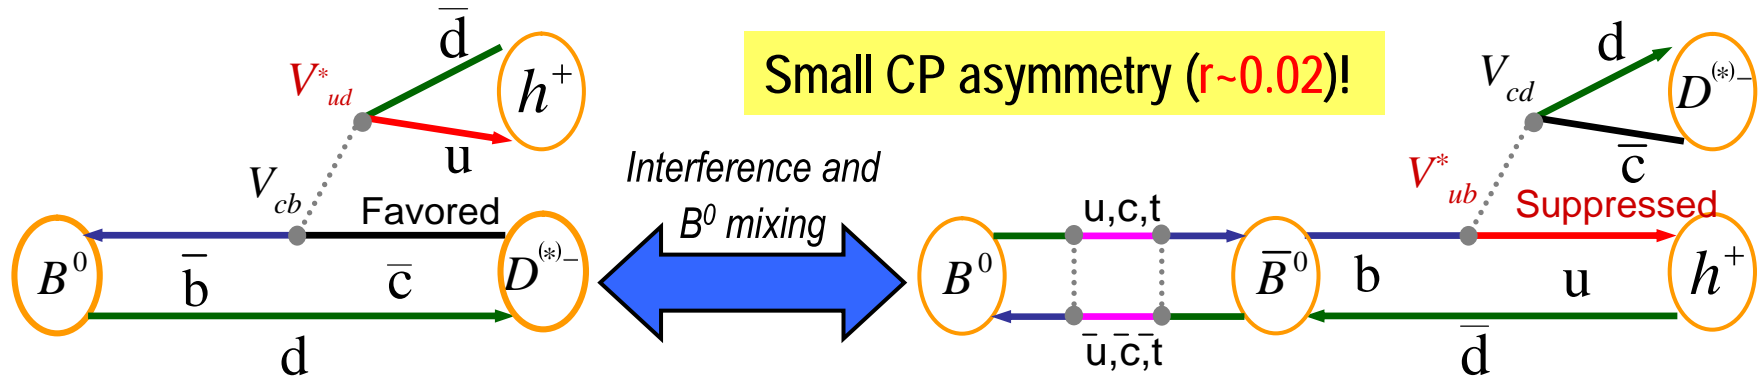 d̅
V*ud
h⁺
u
Vcb
Favored
B⁰
b̅
c̅
D⁽*⁾⁻
d
Small CP asymmetry (r~0.02)!
Interference and
B⁰ mixing
u,c,t
B⁰
B̅⁰
u̅,c̅,t̅
d
Vcd
D⁽*⁾⁻
c̅
V*ub
Suppressed
b
u
h⁺
d̅